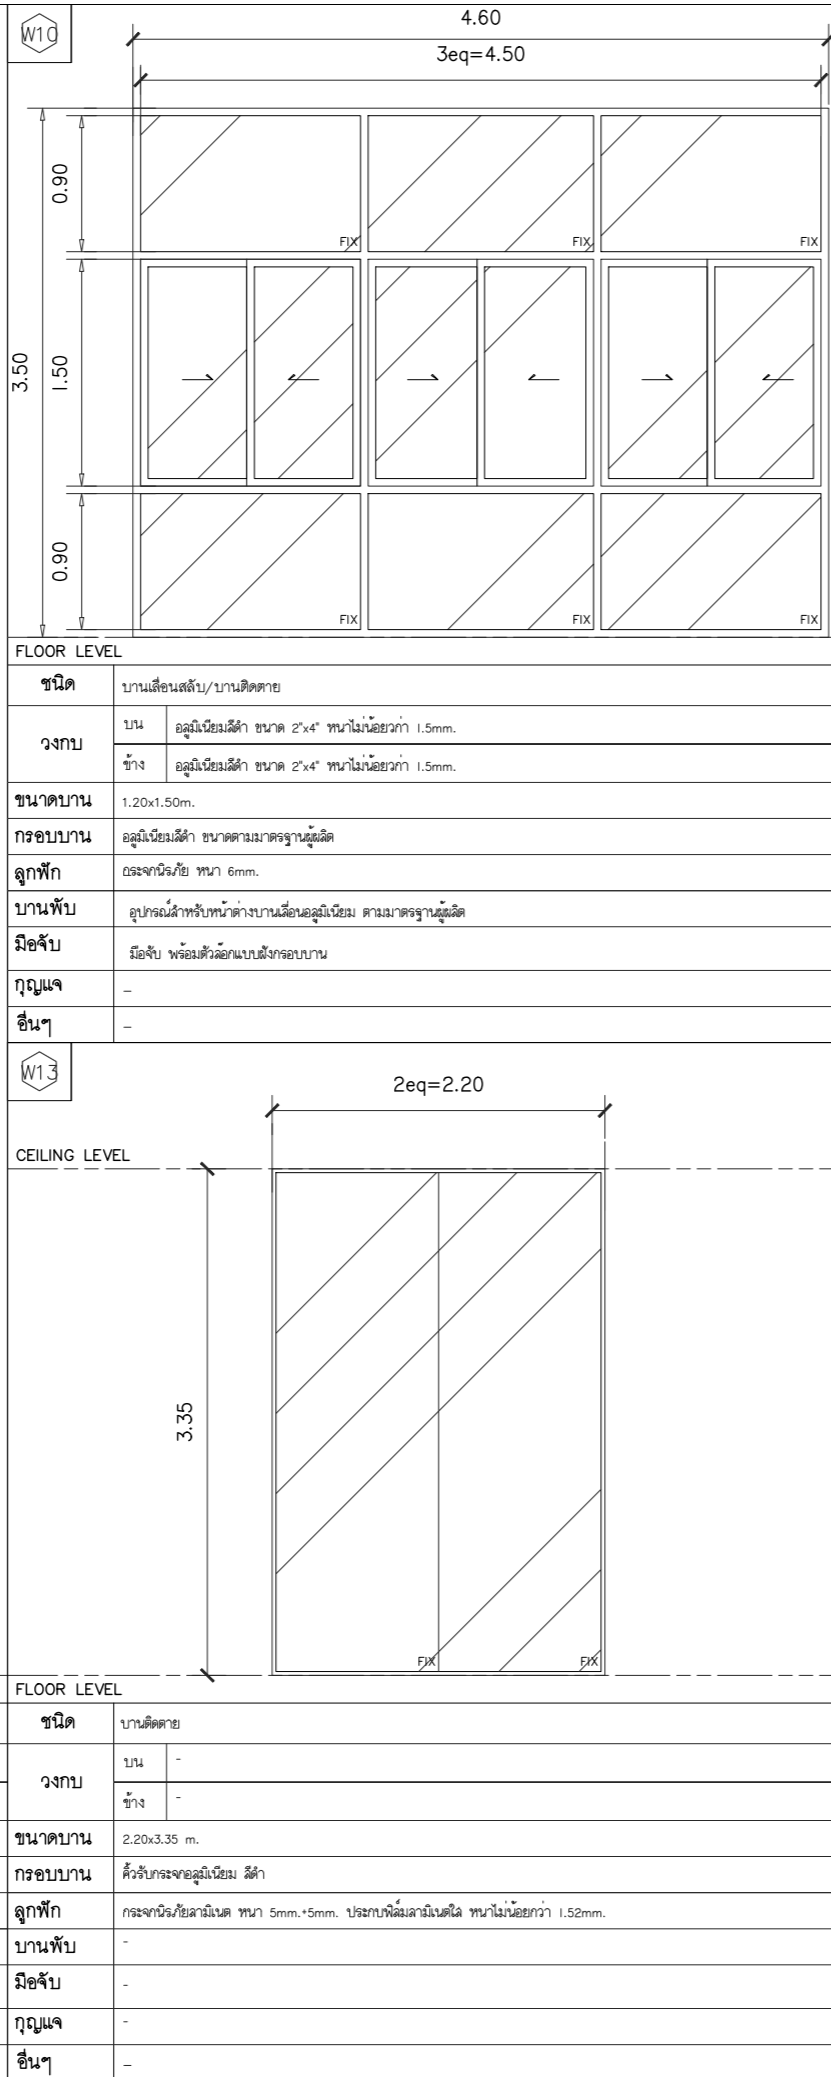 W10
4.60
3eq=4.50
0.90
FIX FIX FIX
3.50
1.50
0.90
FIX FIX FIX
FLOOR LEVEL
ชนิด บานเลื่อนสลับ/บานติดตาย
วงกบ บน อลูมิเนียมสีดำ ขนาด 2"x4" หนาไม่น้อยวก่า 1.5mm.
ข้าง อลูมิเนียมสีดำ ขนาด 2"x4" หนาไม่น้อยวก่า 1.5mm.
ขนาดบาน 1.20x1.50m.
กรอบบาน อลูมิเนียมสีดำ ขนาดตามมาตรฐานผู้ผลิต
ลูกฟัก กระจกนิรภัย หนา 6mm.
บานพับ อุปกรณ์สำหรับหน้าต่างบานเลื่อนอลูมิเนียม ตามมาตรฐานผู้ผลิต
มือจับ มือจับ พร้อมตัวล๊อกแบบฝังกรอบบาน
กุญแจ –
อื่นๆ –
W13
2eq=2.20
CEILING LEVEL
3.35
FIX FIX
FLOOR LEVEL
ชนิด บานติดตาย
วงกบ บน -
ข้าง -
ขนาดบาน 2.20x3.35 m.
กรอบบาน คิ้วรับกระจกอลูมิเนียม สีดำ
ลูกฟัก กระจกนิรภัยลามิเนต หนา 5mm.+5mm. ประกบฟิล์มลามิเนตใส หนาไม่น้อยกว่า 1.52mm.
บานพับ -
มือจับ -
กุญแจ -
อื่นๆ –